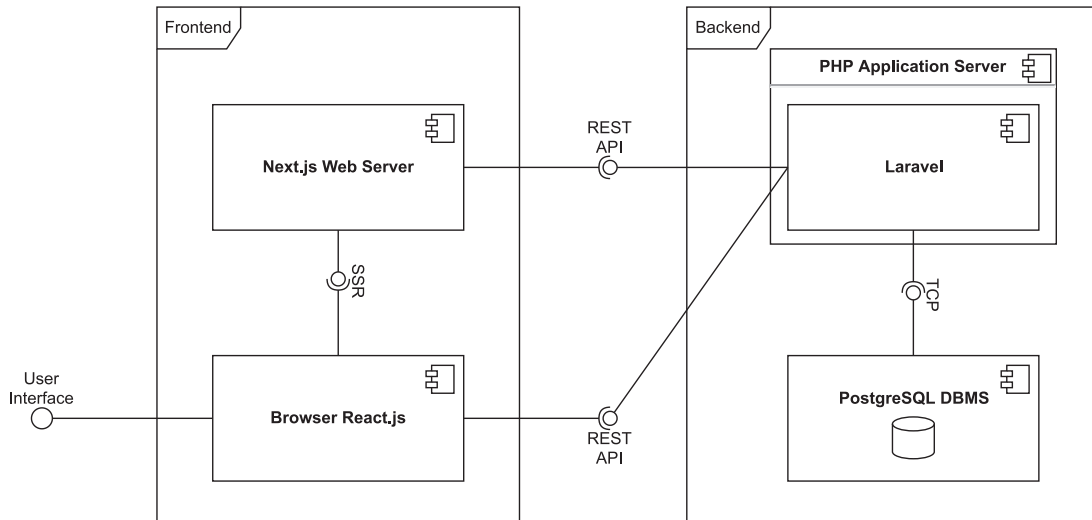 Frontend
Backend
PHP Application Server
Next.js Web Server
REST
API
Laravel
SSR
TCP
User
Interface
Browser React.js
REST
API
PostgreSQL DBMS